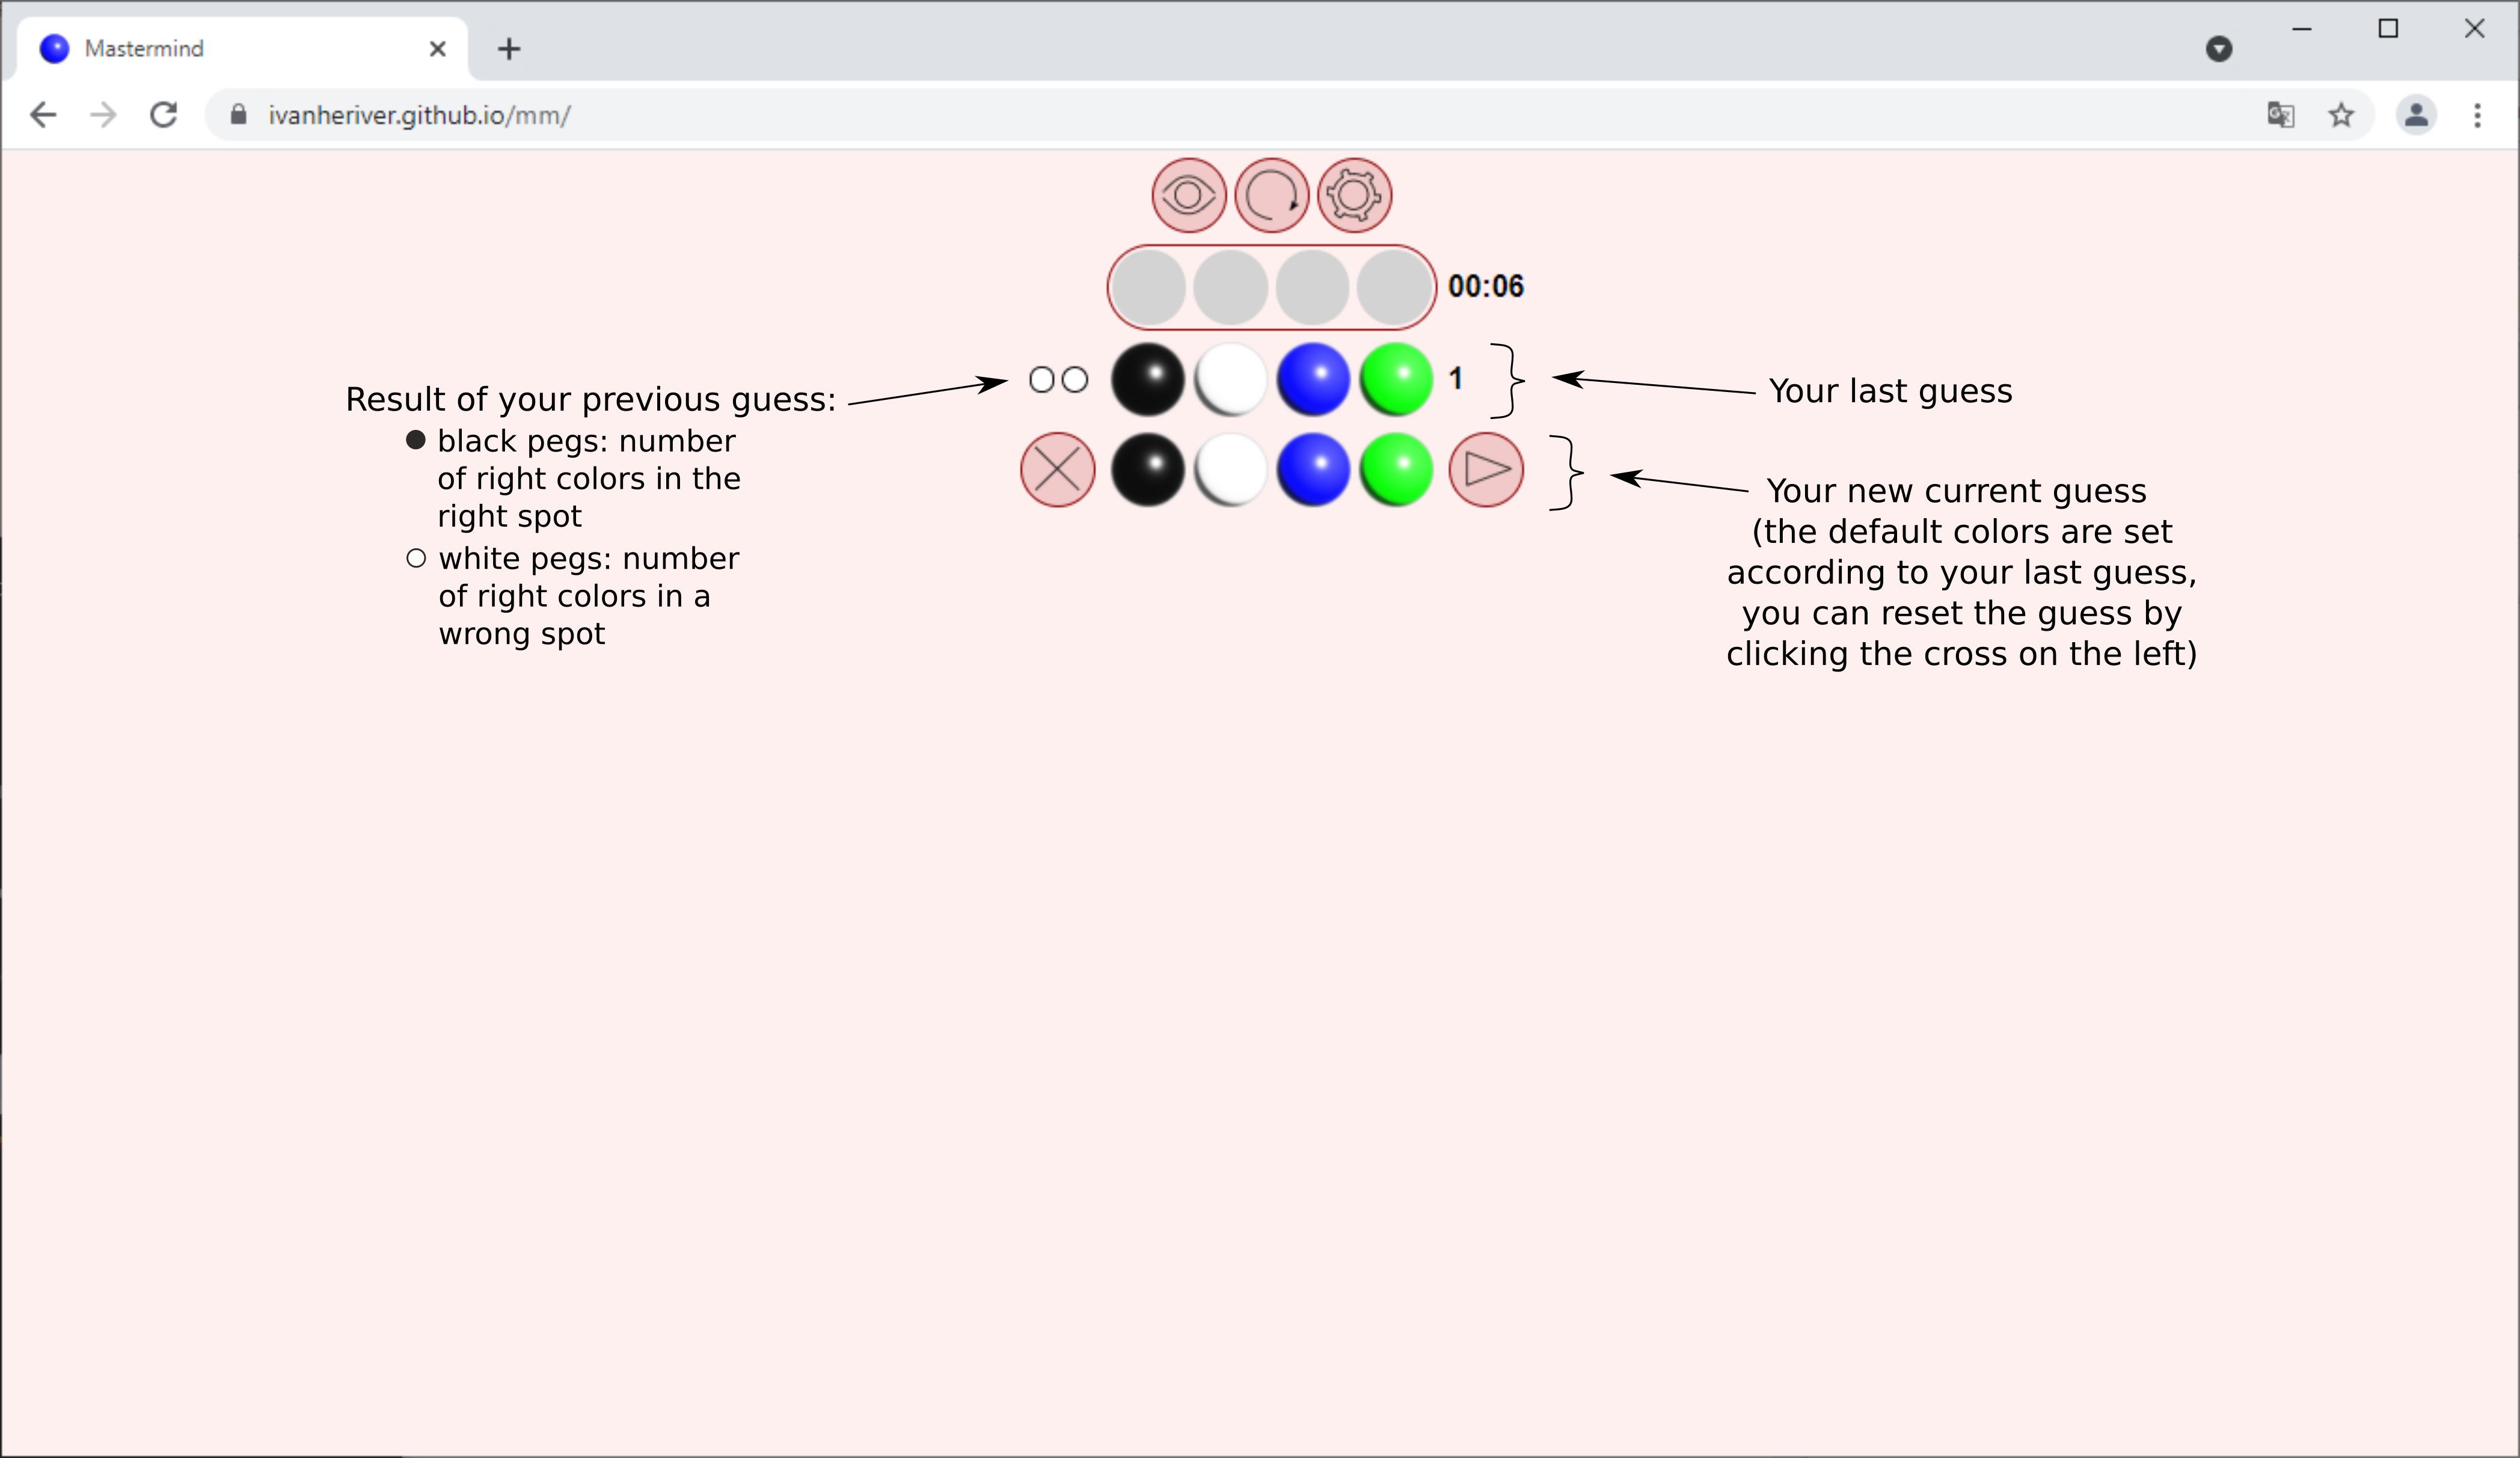 Mastermind
ivanheriver.github.io/mm/
00:06
1
Result of your previous guess:
black pegs: number
of right colors in the
right spot
white pegs: number
of right colors in a
wrong spot
Your last guess
Your new current guess
(the default colors are set
according to your last guess,
you can reset the guess by
clicking the cross on the left)